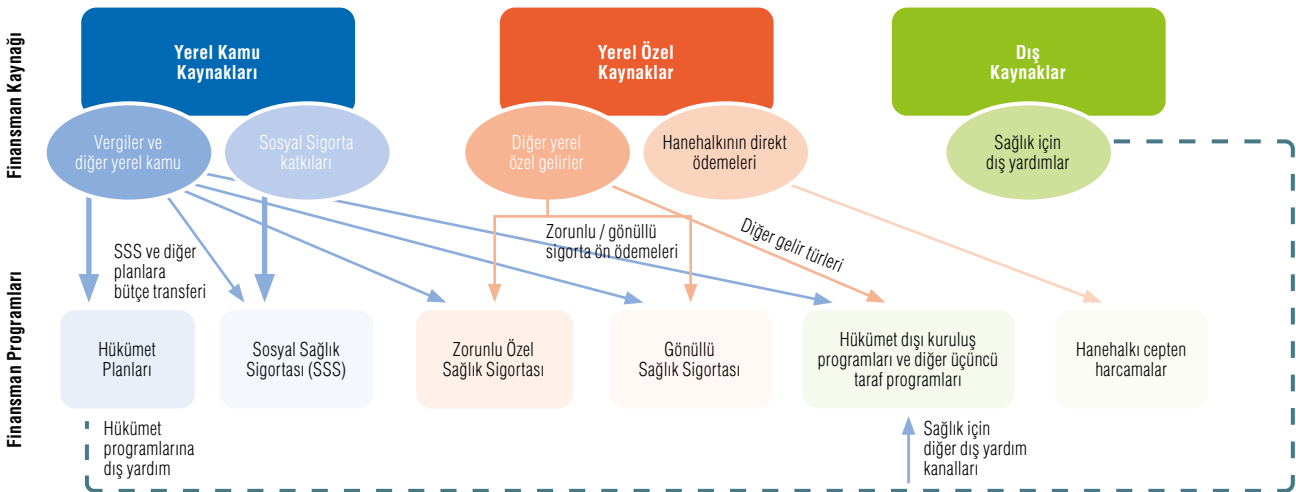 Finansman Kaynağı
Yerel Kamu
Kaynakları
Yerel Özel
Kaynaklar
Dış
Kaynaklar
Vergiler ve
diğer yerel kamu
Sosyal Sigorta
katkıları
Diğer yerel
özel gelirler
Hanehalkının direkt
ödemeleri
Sağlık için
dış yardımlar
SSS ve diğer
planlara
bütçe transferi
Zorunlu / gönüllü
sigorta ön ödemeleri
Diğer gelir türleri
Finansman Programları
Hükümet
Planları
Sosyal Sağlık
Sigortası (SSS)
Zorunlu Özel
Sağlık Sigortası
Gönüllü
Sağlık Sigortası
Hükümet dışı kuruluş
programları ve diğer üçüncü
taraf programları
Hanehalkı cepten
harcamalar
Hükümet
programlarına
dış yardım
Sağlık için
diğer dış yardım
kanalları